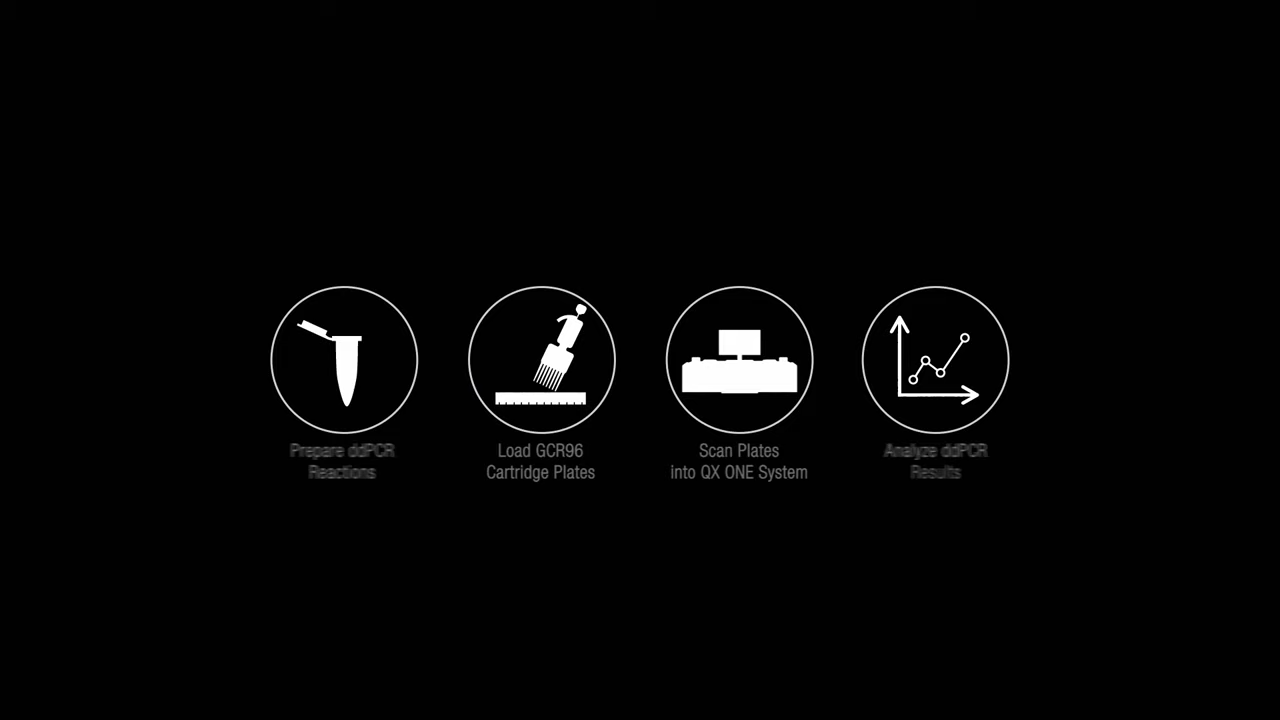 Prepare ddPCR
Reactions
Load GCR96
Cartridge Plates
Scan Plates
into QX ONE System
Analyze ddPCR
Results